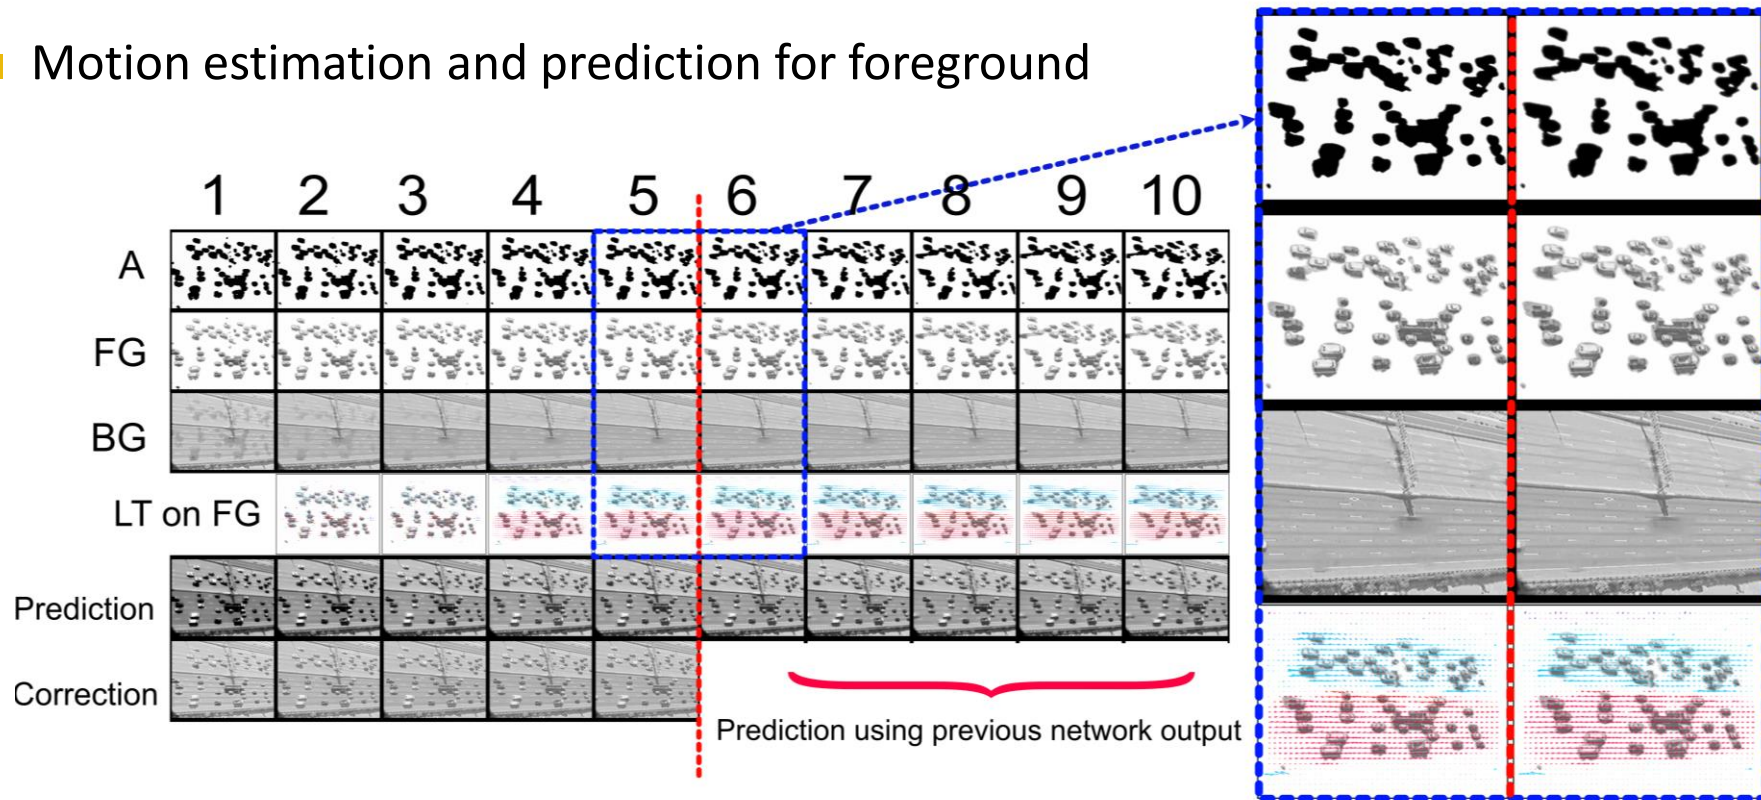 Motion estimation and prediction for foreground
1 2 3 4 5 6 7 8 9 10
A
FG
BG
LT on FG
Prediction
Correction
Prediction using previous network output